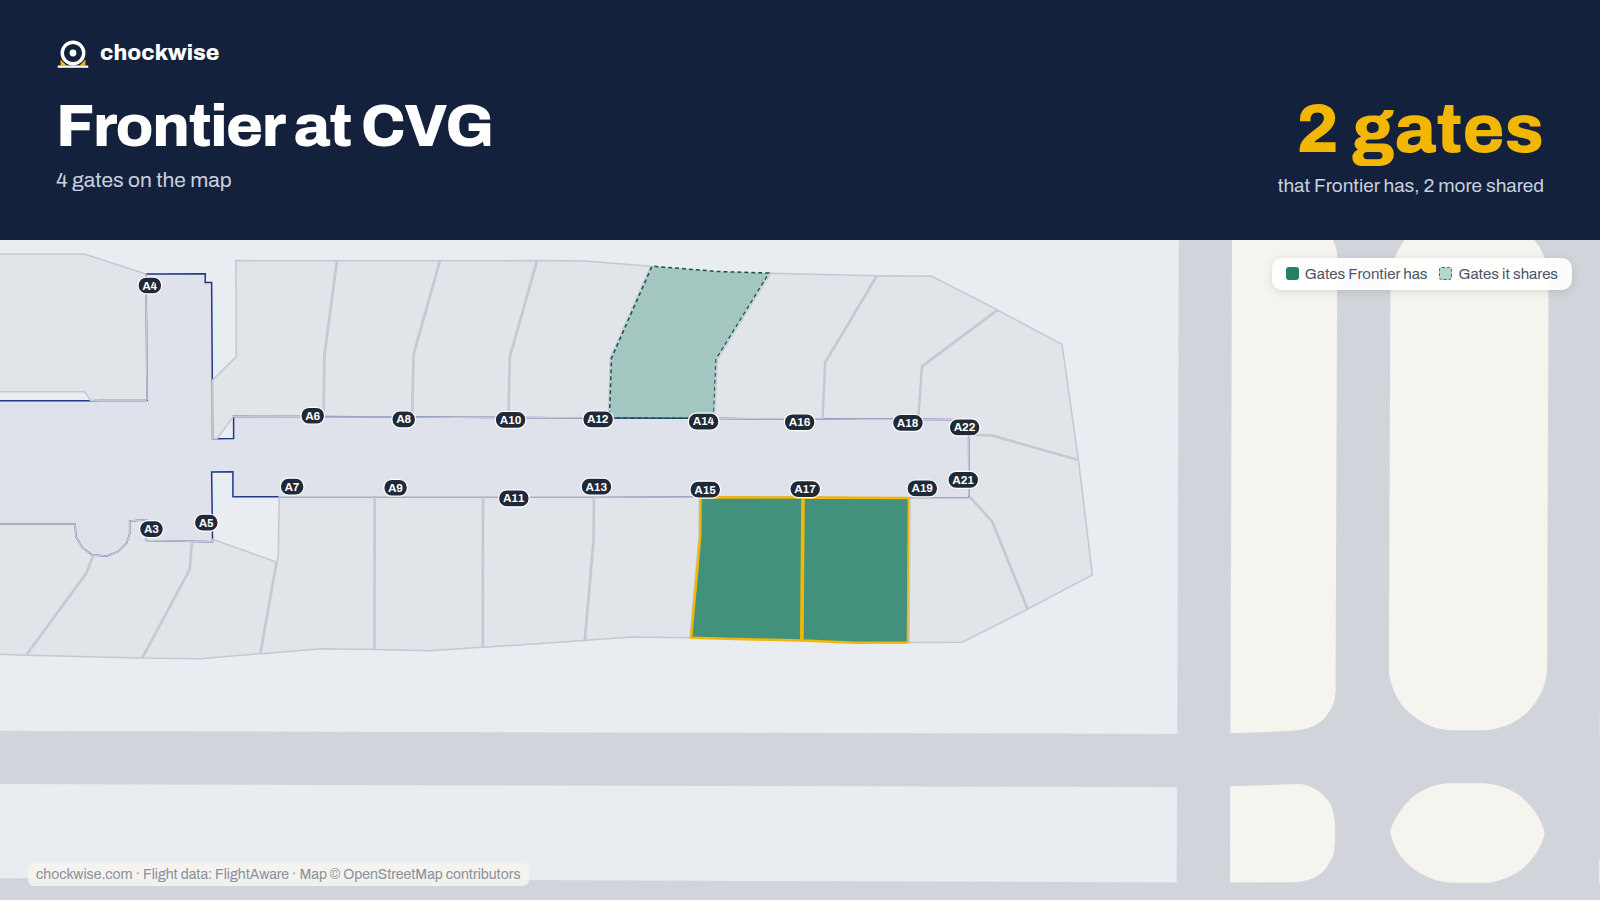 chockwise
Frontier at CVG
4 gates on the map
2 gates
that Frontier has, 2 more shared
Gates Frontier has
Gates it shares
A4
A6
A8
A10
A12
A14
A16
A18
A22
A7
A9
A11
A13
A15
A17
A19
A21
A3
A5
chockwise.com · Flight data: FlightAware · Map © OpenStreetMap contributors